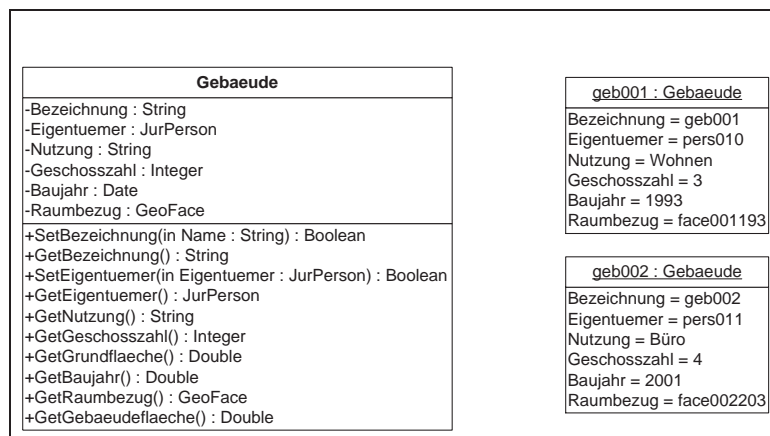 Gebaeude
-Bezeichnung : String
-Eigentuemer : JurPerson
-Nutzung : String
-Geschosszahl : Integer
-Baujahr : Date
-Raumbezug : GeoFace
+SetBezeichnung(in Name : String) : Boolean
+GetBezeichnung() : String
+SetEigentuemer(in Eigentuemer : JurPerson) : Boolean
+GetEigentuemer() : JurPerson
+GetNutzung() : String
+GetGeschosszahl() : Integer
+GetGrundflaeche() : Double
+GetBaujahr() : Double
+GetRaumbezug() : GeoFace
+GetGebaeudeflaeche() : Double
geb001 : Gebaeude
Bezeichnung = geb001
Eigentuemer = pers010
Nutzung = Wohnen
Geschosszahl = 3
Baujahr = 1993
Raumbezug = face001193
geb002 : Gebaeude
Bezeichnung = geb002
Eigentuemer = pers011
Nutzung = Büro
Geschosszahl = 4
Baujahr = 2001
Raumbezug = face002203